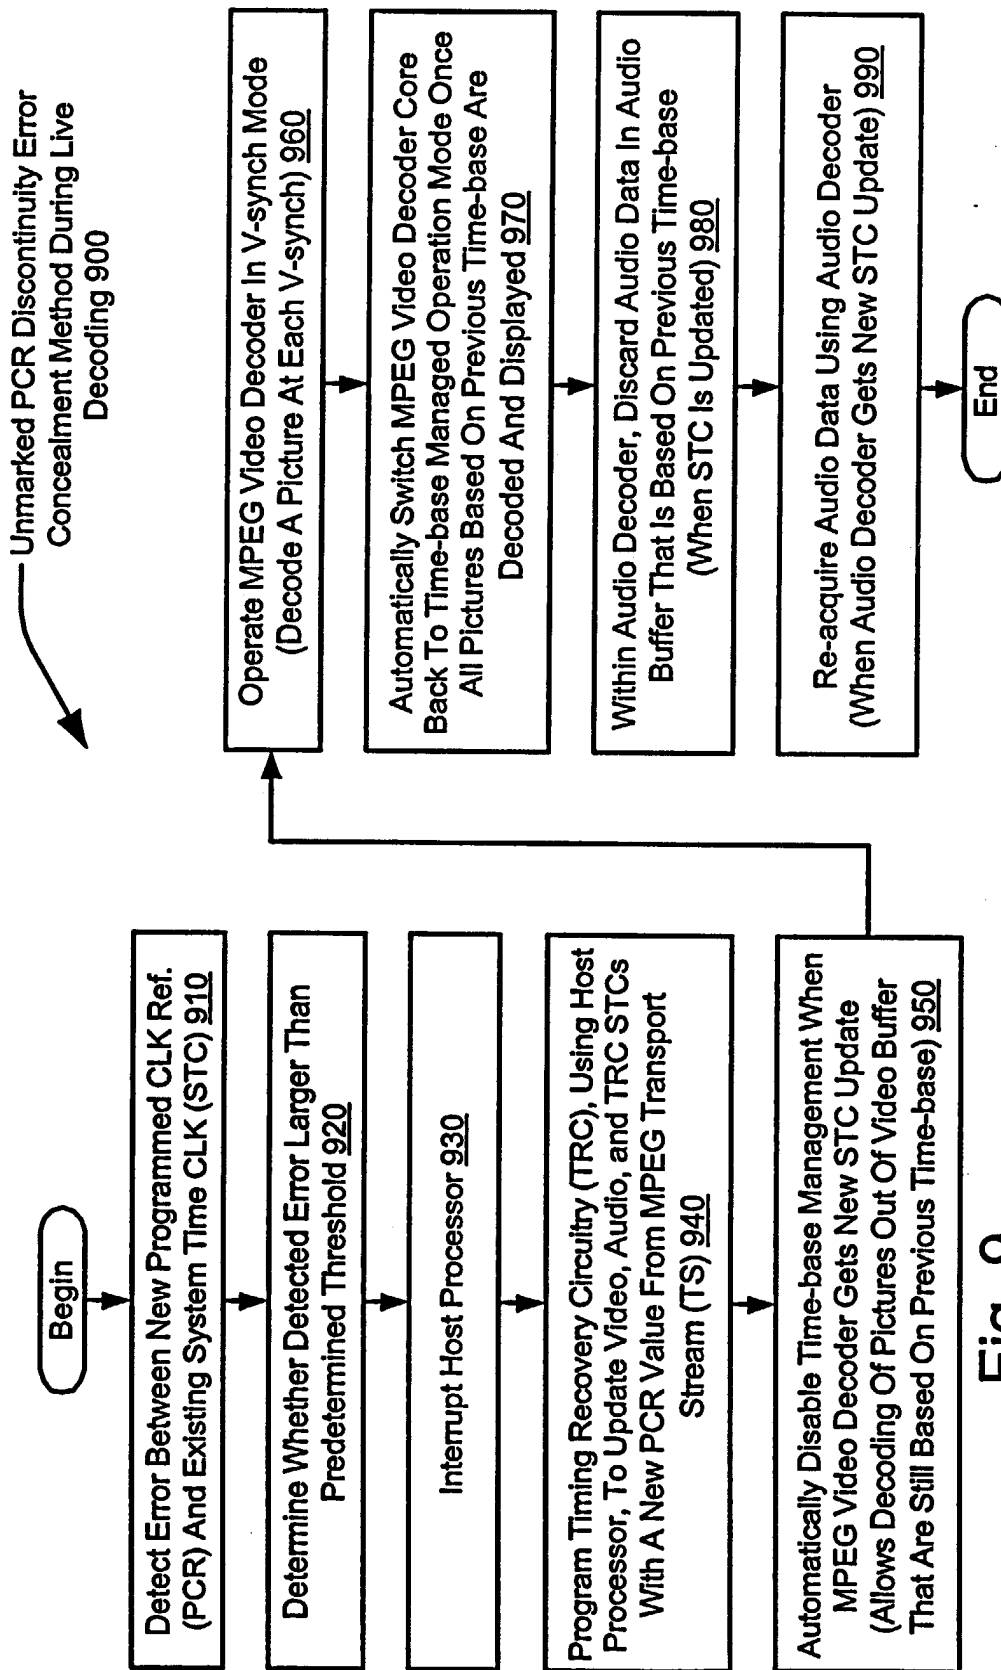 Unmarked PCR Discontinuity Error
Concealment Method During Live
Decoding 900
Begin
Detect Error Between New Programmed CLK Ref.
(PCR) And Existing System Time CLK (STC) 910
Determine Whether Detected Error Larger Than
Predetermined Threshold 920
Interrupt Host Processor 930
Program Timing Recovery Circuitry (TRC), Using Host
Processor, To Update Video, Audio, and TRC STCs
With A New PCR Value From MPEG Transport
Stream (TS) 940
Automatically Disable Time-base Management When
MPEG Video Decoder Gets New STC Update
(Allows Decoding Of Pictures Out Of Video Buffer
That Are Still Based On Previous Time-base) 950
Operate MPEG Video Decoder In V-synch Mode
(Decode A Picture At Each V-synch) 960
Automatically Switch MPEG Video Decoder Core
Back To Time-base Managed Operation Mode Once
All Pictures Based On Previous Time-base Are
Decoded And Displayed 970
Within Audio Decoder, Discard Audio Data In Audio
Buffer That Is Based On Previous Time-base
(When STC Is Updated) 980
Re-acquire Audio Data Using Audio Decoder
(When Audio Decoder Gets New STC Update) 990
End
Fig. 9